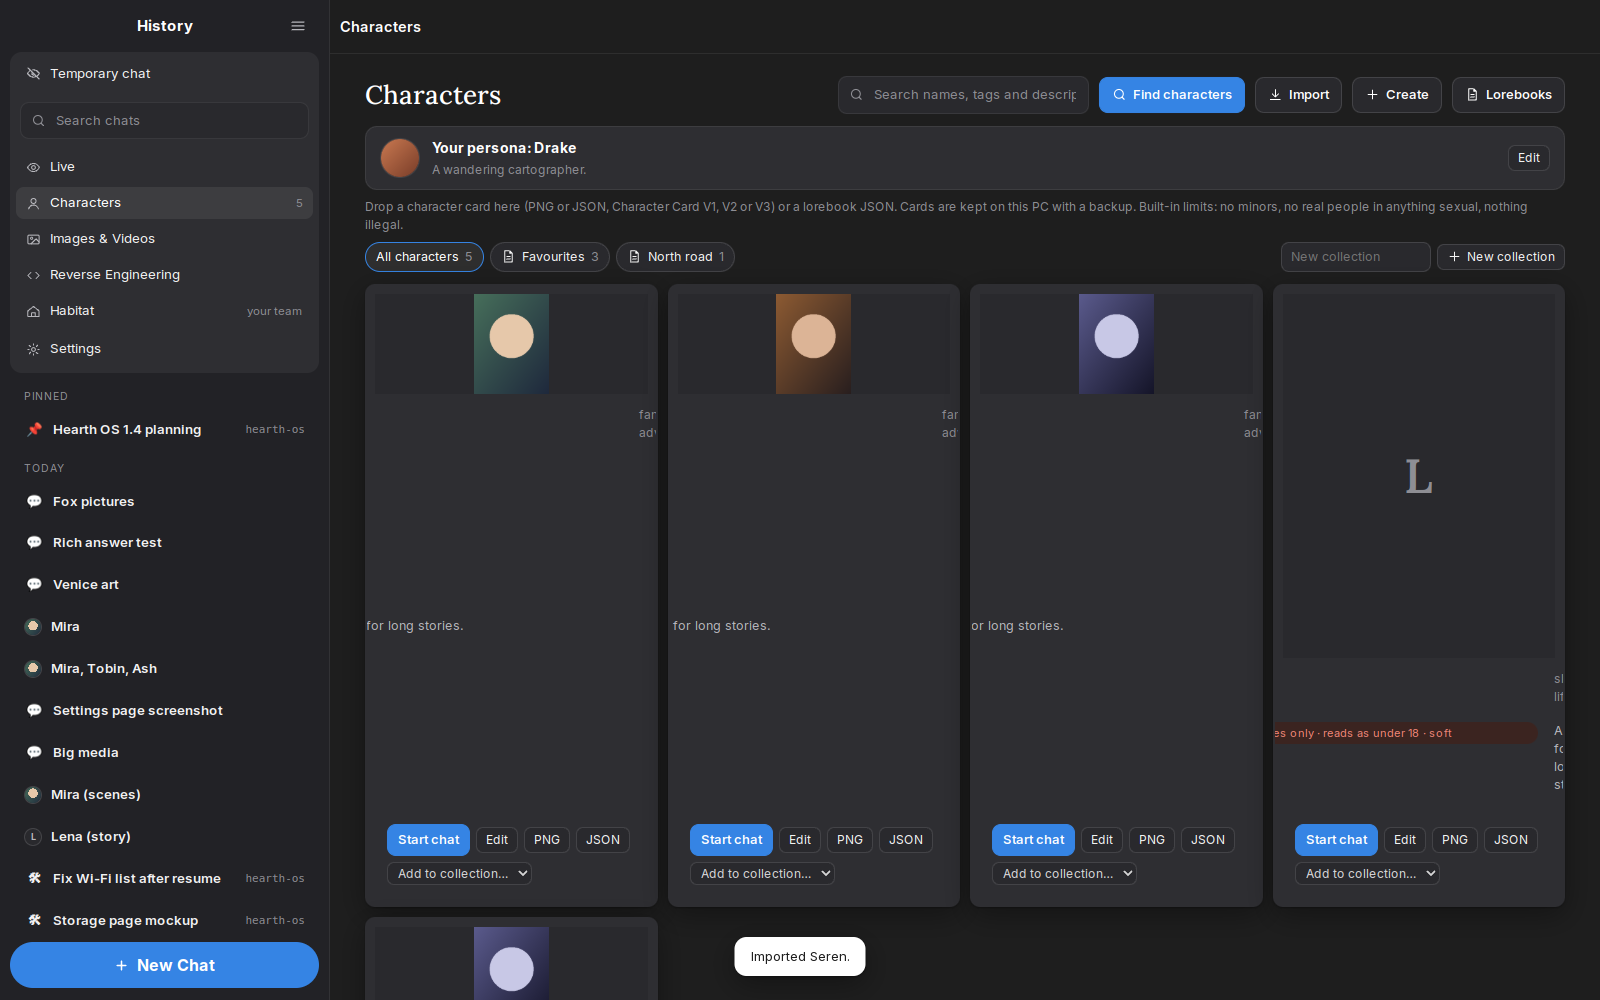 History
Temporary chat
Search chats
Live
Characters 5
Images & Videos
Reverse Engineering
Habitat your team
Settings
PINNED
Hearth OS 1.4 planning hearth-os
TODAY
Fox pictures
Rich answer test
Venice art
Mira
Mira, Tobin, Ash
Settings page screenshot
Big media
Mira (scenes)
L Lena (story)
Fix Wi-Fi list after resume hearth-os
Storage page mockup hearth-os
+ New Chat
Characters
Characters
Search names, tags and descrip
Find characters
Import
+ Create
Lorebooks
Your persona: Drake
A wandering cartographer.
Edit
Drop a character card here (PNG or JSON, Character Card V1, V2 or V3) or a lorebook JSON. Cards are kept on this PC with a backup. Built-in limits: no minors, no real people in anything sexual, nothing
illegal.
All characters 5
Favourites 3
North road 1
New collection
+ New collection
for long stories.
Start chat Edit PNG JSON
Add to collection...
for long stories.
Start chat Edit PNG JSON
Add to collection...
or long stories.
Start chat Edit PNG JSON
Add to collection...
L
es only · reads as under 18 · soft
Start chat Edit PNG JSON
Add to collection...
Imported Seren.